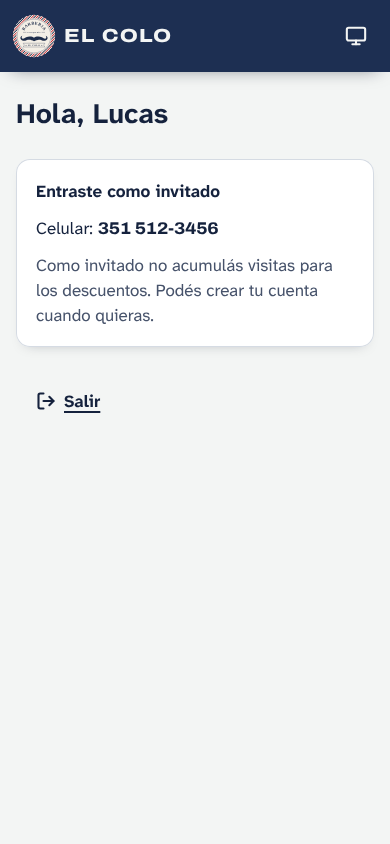 EL COLO
Hola, Lucas
Entraste como invitado
Celular: 351 512-3456
Como invitado no acumulás visitas para
los descuentos. Podés crear tu cuenta
cuando quieras.
Salir